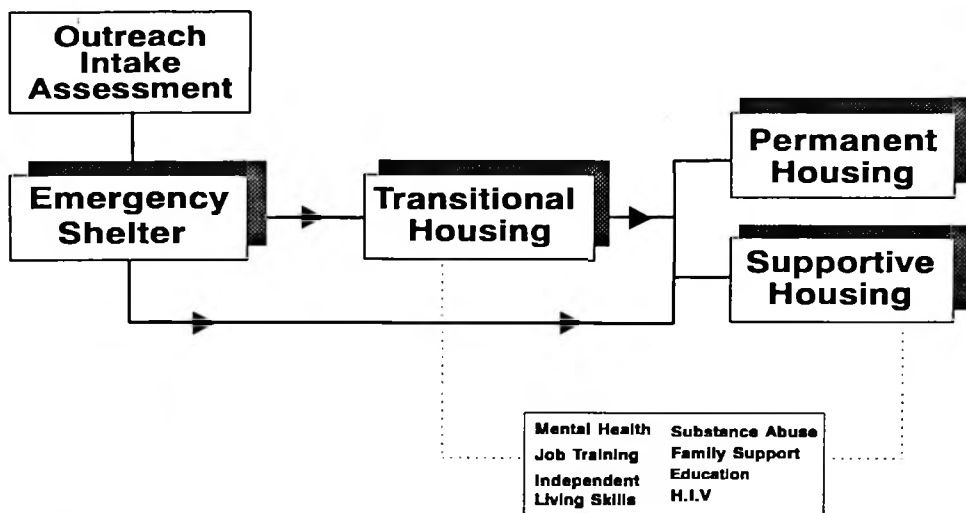 Outreach
Intake
Assessment
Emergency
Shelter
Transitional
Housing
Permanent
Housing
Supportive
Housing
Mental Health
Job Training
Independent
Living Skills
Substance Abuse
Family Support
Education
H.I.V